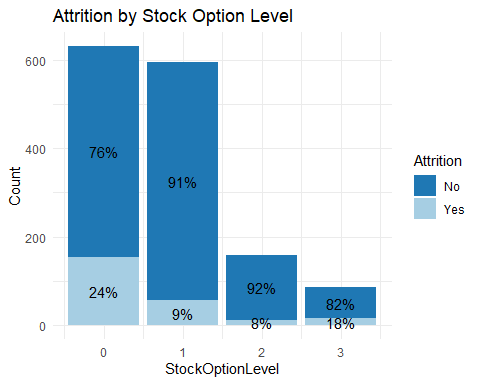 Attrition by Stock Option Level
600
400
200
0
Count
76%
24%
91%
9%
92%
8%
82%
18%
0 1 2 3
StockOptionLevel
Attrition
No
Yes